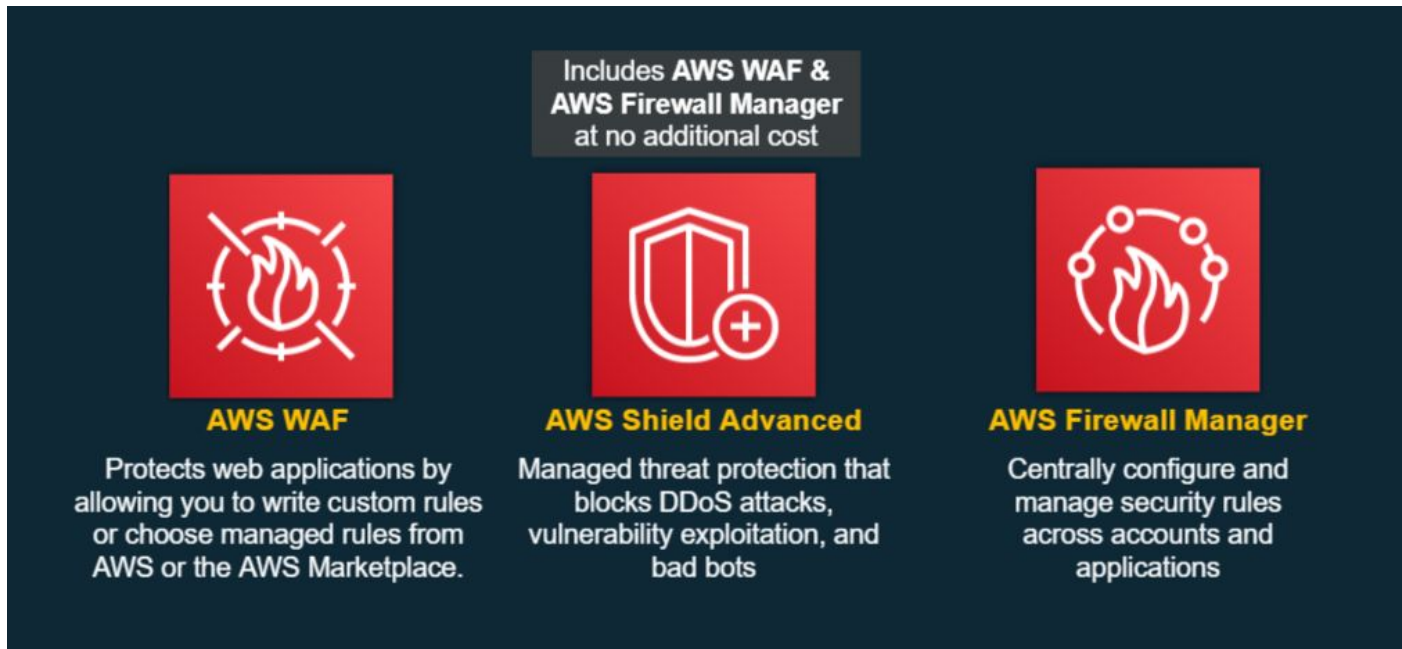 Includes AWS WAF &
AWS Firewall Manager
at no additional cost
AWS WAF
Protects web applications by
allowing you to write custom rules
or choose managed rules from
AWS or the AWS Marketplace.
AWS Shield Advanced
Managed threat protection that
blocks DDoS attacks,
vulnerability exploitation, and
bad bots
AWS Firewall Manager
Centrally configure and
manage security rules
across accounts and
applications